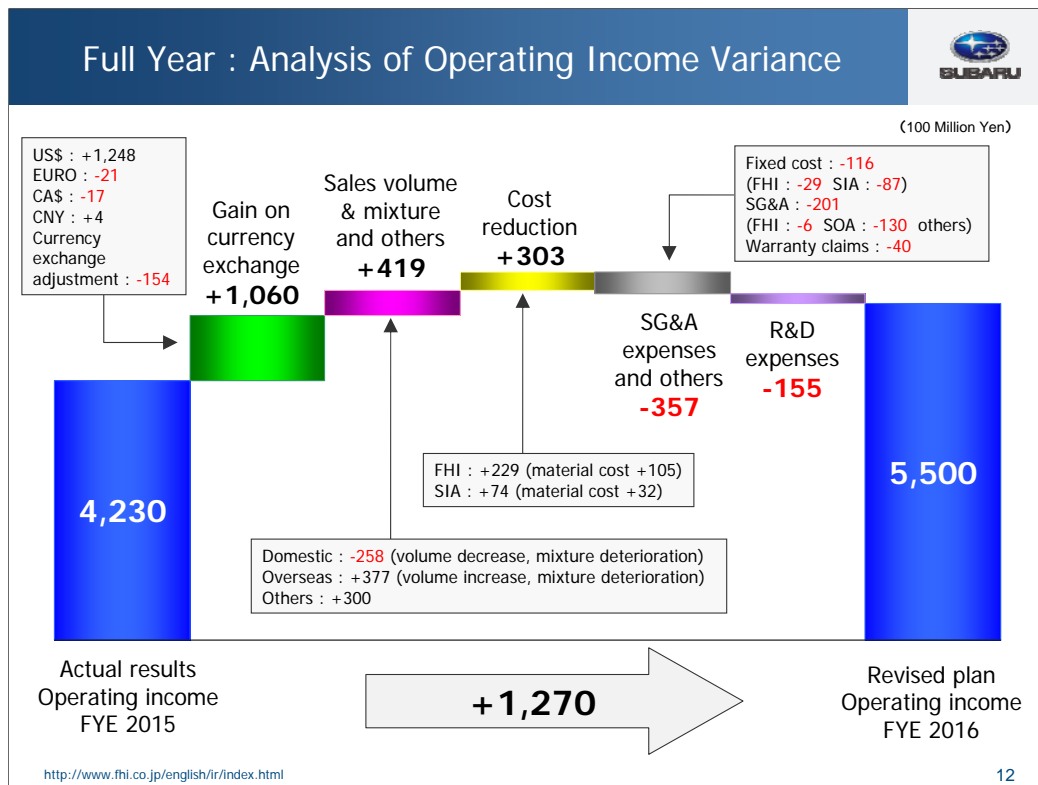 Full Year : Analysis of Operating Income Variance
SUBARU
(100 Million Yen)
US$ : +1,248
EURO : -21
CA$ : -17
CNY : +4
Currency
exchange
adjustment : -154
Gain on
currency
exchange
+1,060
Sales volume
& mixture
and others
+419
Cost
reduction
+303
Fixed cost : -116
(FHI : -29 SIA : -87)
SG&A : -201
(FHI : -6 SOA : -130 others)
Warranty claims : -40
SG&A
expenses
and others
-357
R&D
expenses
-155
4,230
5,500
FHI : +229 (material cost +105)
SIA : +74 (material cost +32)
Domestic : -258 (volume decrease, mixture deterioration)
Overseas : +377 (volume increase, mixture deterioration)
Others : +300
Actual results
Operating income
FYE 2015
+1,270
Revised plan
Operating income
FYE 2016
http://www.fhi.co.jp/english/ir/index.html
12